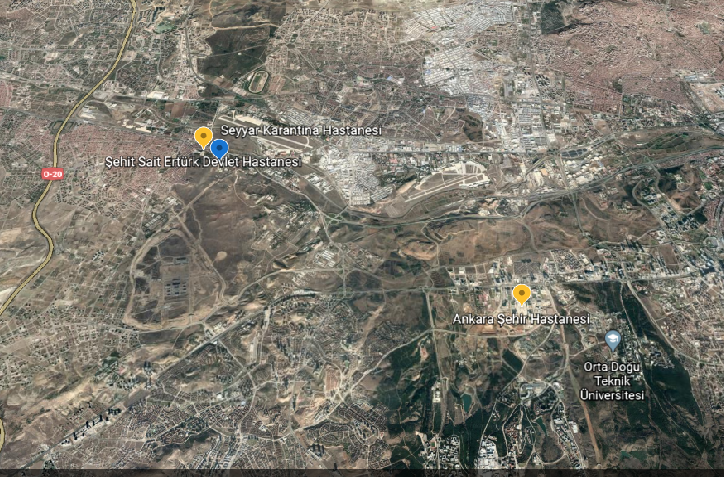 Seyyar Karantina Hastanesi
Şehit Sait Ertürk Devlet Hastanesi
O-20
Ankara Şehir Hastanesi
Orta Doğu
Teknik
Üniversitesi